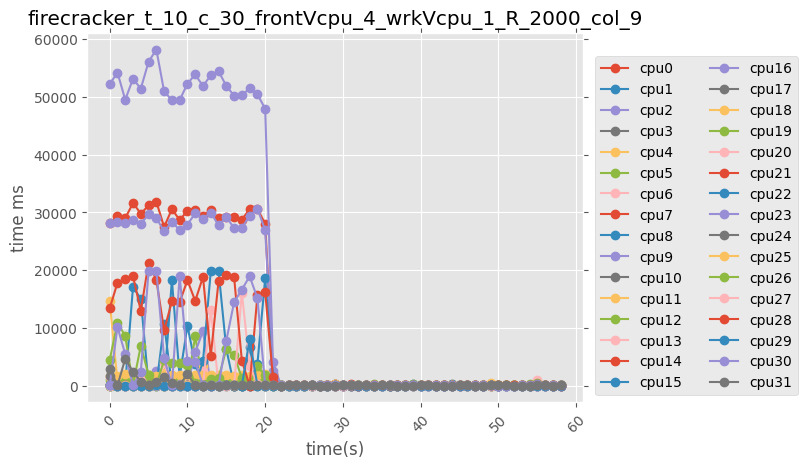 firecracker_t_10_c_30_frontVcpu_4_wrkVcpu_1_R_2000_col_9
60000
50000
40000
30000
20000
10000
0
time ms
0
10
20
30
40
50
60
time(s)
cpu0
cpu1
cpu2
cpu3
cpu4
cpu5
cpu6
cpu7
cpu8
cpu9
cpu10
cpu11
cpu12
cpu13
cpu14
cpu15
cpu16
cpu17
cpu18
cpu19
cpu20
cpu21
cpu22
cpu23
cpu24
cpu25
cpu26
cpu27
cpu28
cpu29
cpu30
cpu31